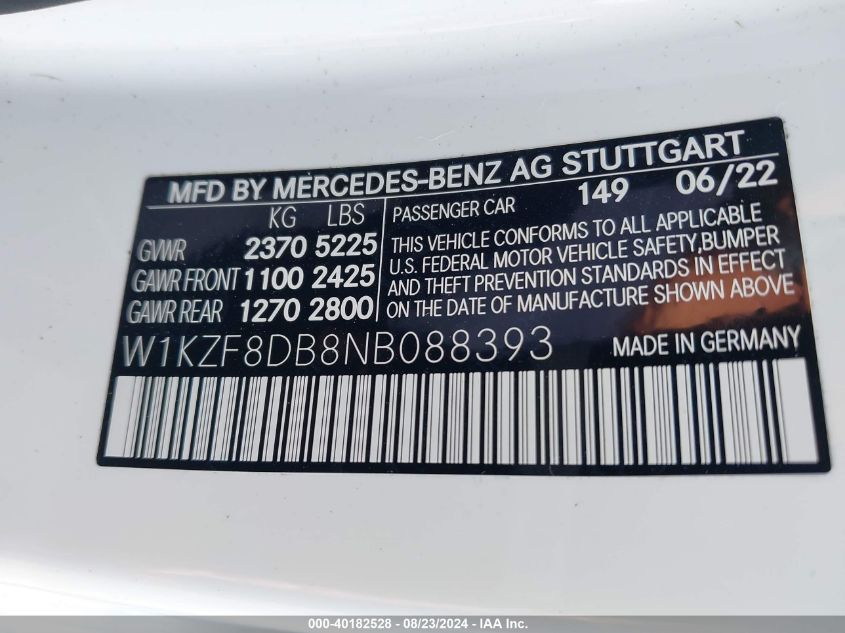 MFD BY MERCEDES-BENZ AG STUTTGART
KG LBS
GVWR 2370 5225
GAWR FRONT 1100 2425
GAWR REAR 1270 2800
PASSENGER CAR 149 06/22
THIS VEHICLE CONFORMS TO ALL APPLICABLE
U.S. FEDERAL MOTOR VEHICLE SAFETY, BUMPER
AND THEFT PREVENTION STANDARDS IN EFFECT
ON THE DATE OF MANUFACTURE SHOWN ABOVE
W1KZF8DB8NB088393 MADE IN GERMANY
000-40182528 - 08/23/2024 - IAA Inc.